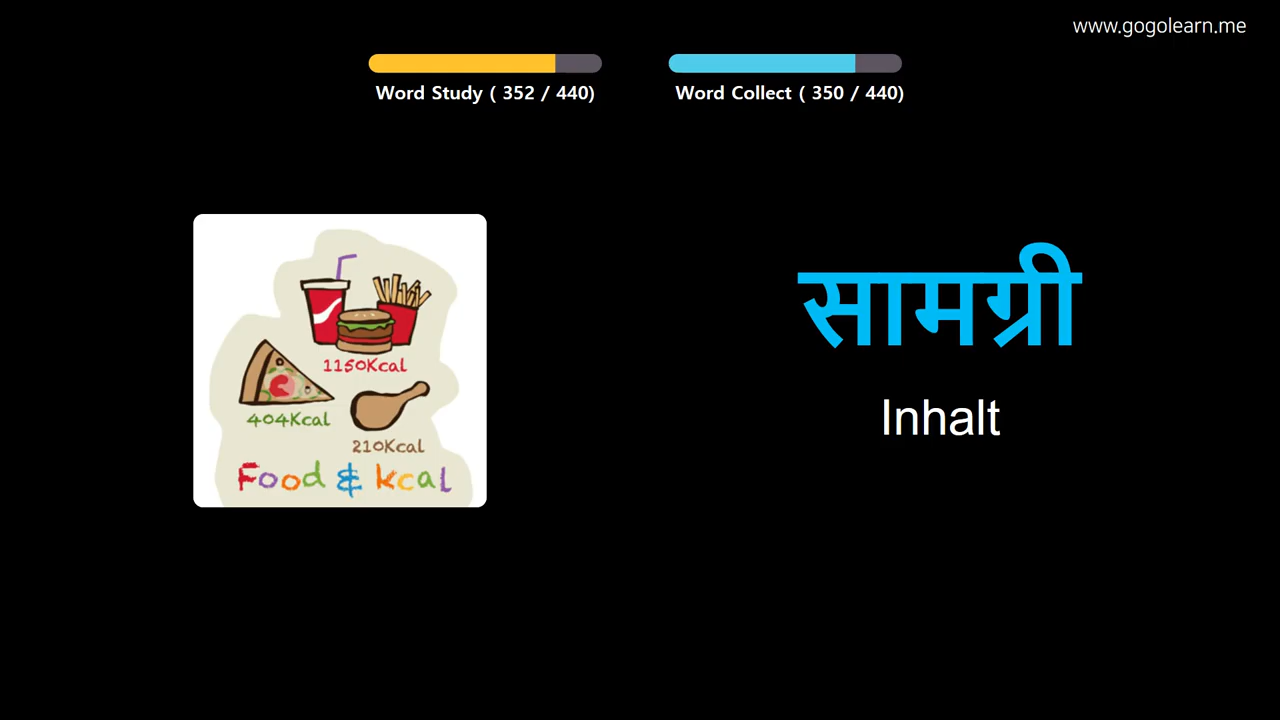 www.gogolearn.me
Word Study ( 352 / 440)
Word Collect ( 350 / 440)
1150Kcal
404Kcal
210Kcal
Food & kcal
सामग्री
Inhalt